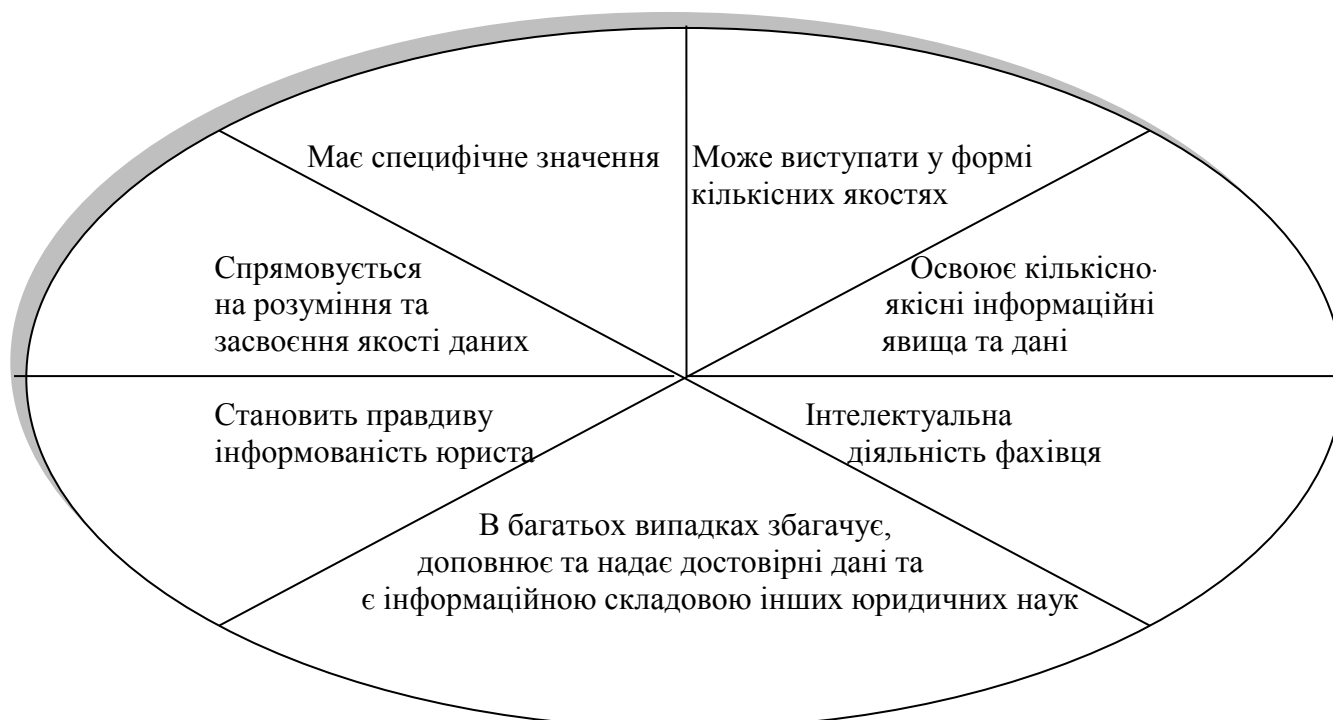 Має специфічне значення
Може виступати у формі
кількісних якостях
Спрямовується
на розуміння та
засвоєння якості даних
Освоює кількісно-
якісні інформаційні
явища та дані
Становить правдиву
інформованість юриста
Інтелектуальна
діяльність фахівця
В багатьох випадках збагачує,
доповнює та надає достовірні дані та
є інформаційною складовою інших юридичних наук